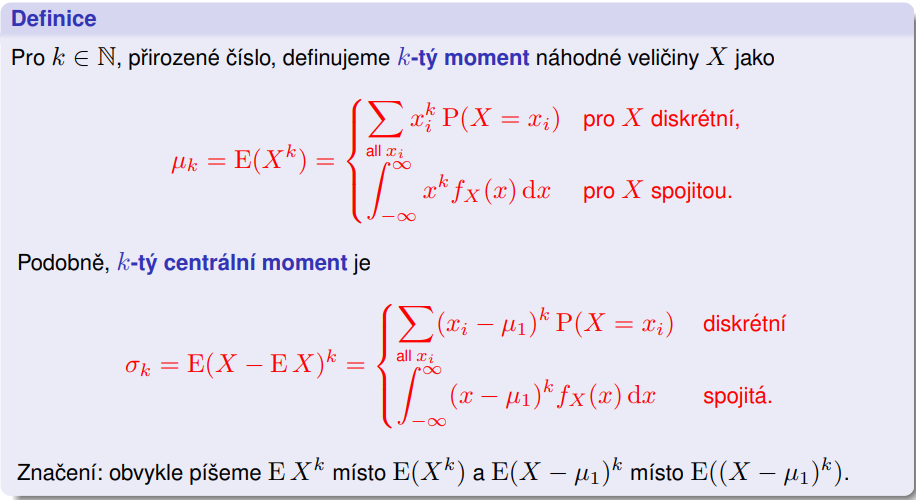 Definice
Pro $k \in \mathbb{N}$, přirozené číslo, definujeme $k$-tý moment náhodné veličiny $X$ jako
$$\mu_k = \mathrm{E}(X^k) = \begin{cases} \sum\limits_{\text{all } x_i} x_i^k \, \mathrm{P}(X = x_i) & \text{pro } X \text{ diskrétní,} \\ \int_{-\infty}^{\infty} x^k f_X(x) \, \mathrm{d}x & \text{pro } X \text{ spojitou.} \end{cases}$$
Podobně, $k$-tý centrální moment je
$$\sigma_k = \mathrm{E}(X - \mathrm{E}\,X)^k = \begin{cases} \sum\limits_{\text{all } x_i} (x_i - \mu_1)^k \, \mathrm{P}(X = x_i) & \text{diskrétní} \\ \int_{-\infty}^{\infty} (x - \mu_1)^k f_X(x) \, \mathrm{d}x & \text{spojitá.} \end{cases}$$
Značení: obvykle píšeme $\mathrm{E}\,X^k$ místo $\mathrm{E}(X^k)$ a $\mathrm{E}(X - \mu_1)^k$ místo $\mathrm{E}((X - \mu_1)^k)$.